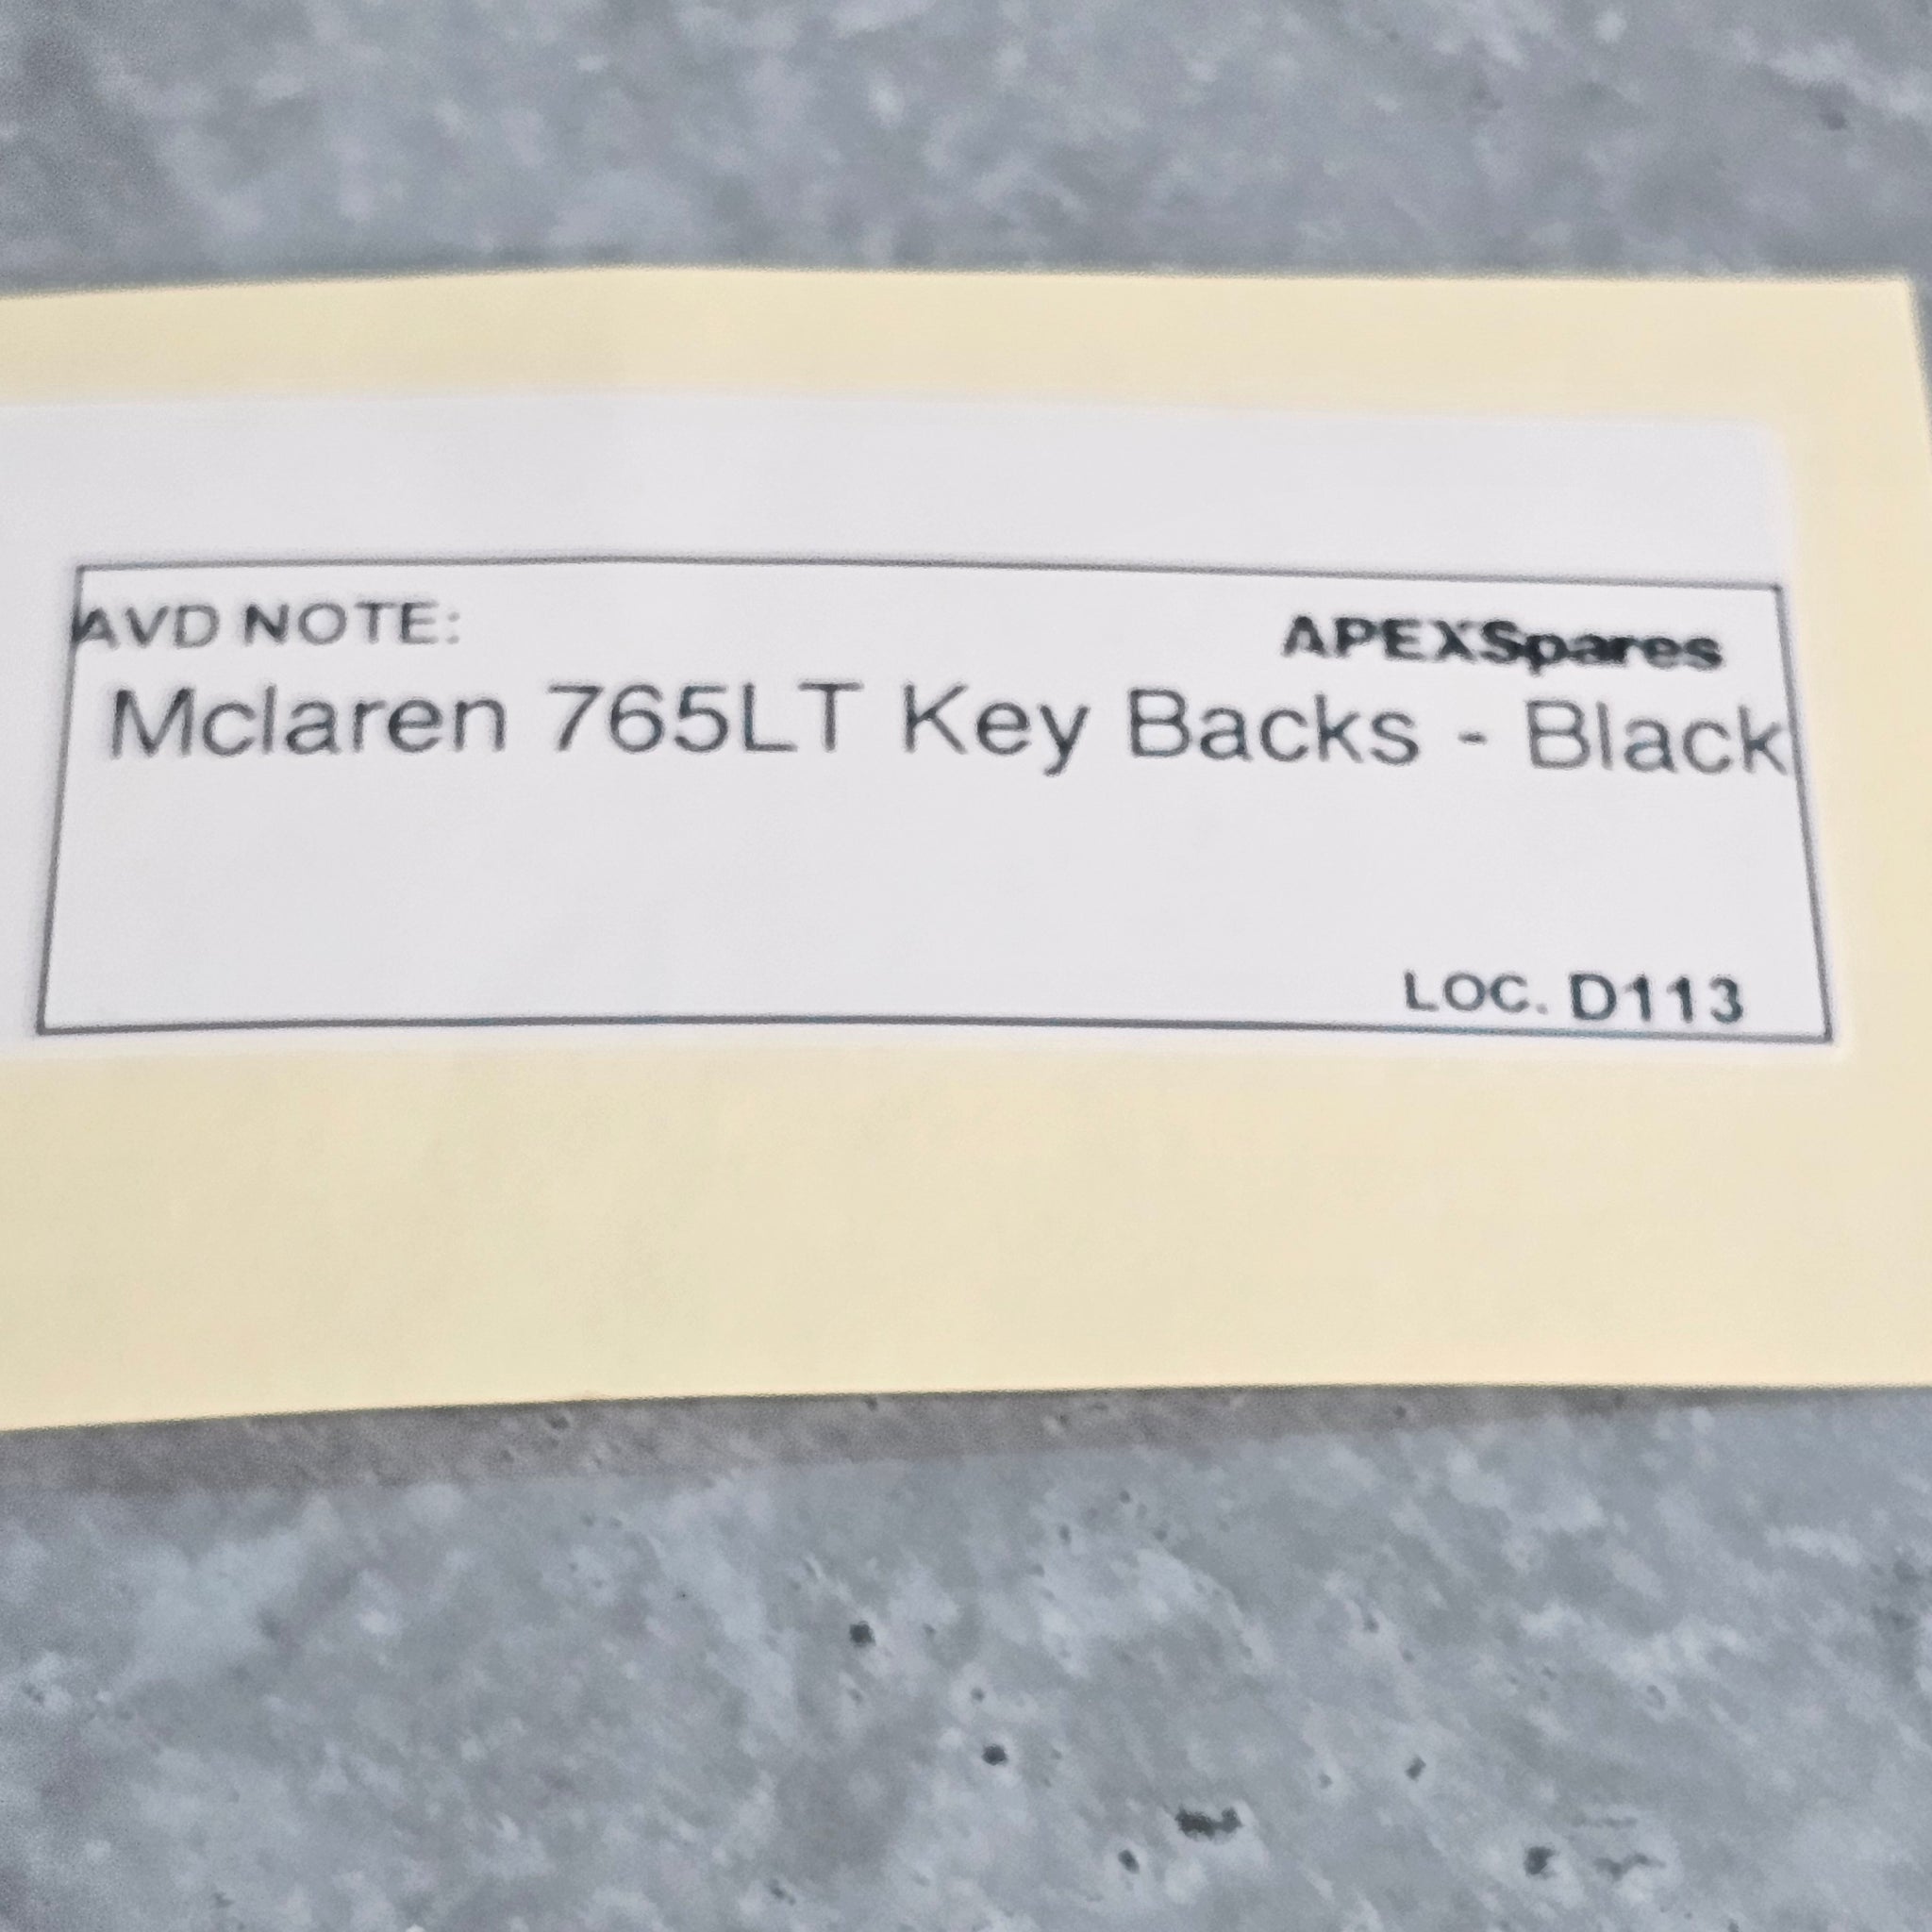 AVD NOTE:
APEXSpares
Mclaren 765LT Key Backs - Black
LOC. D113